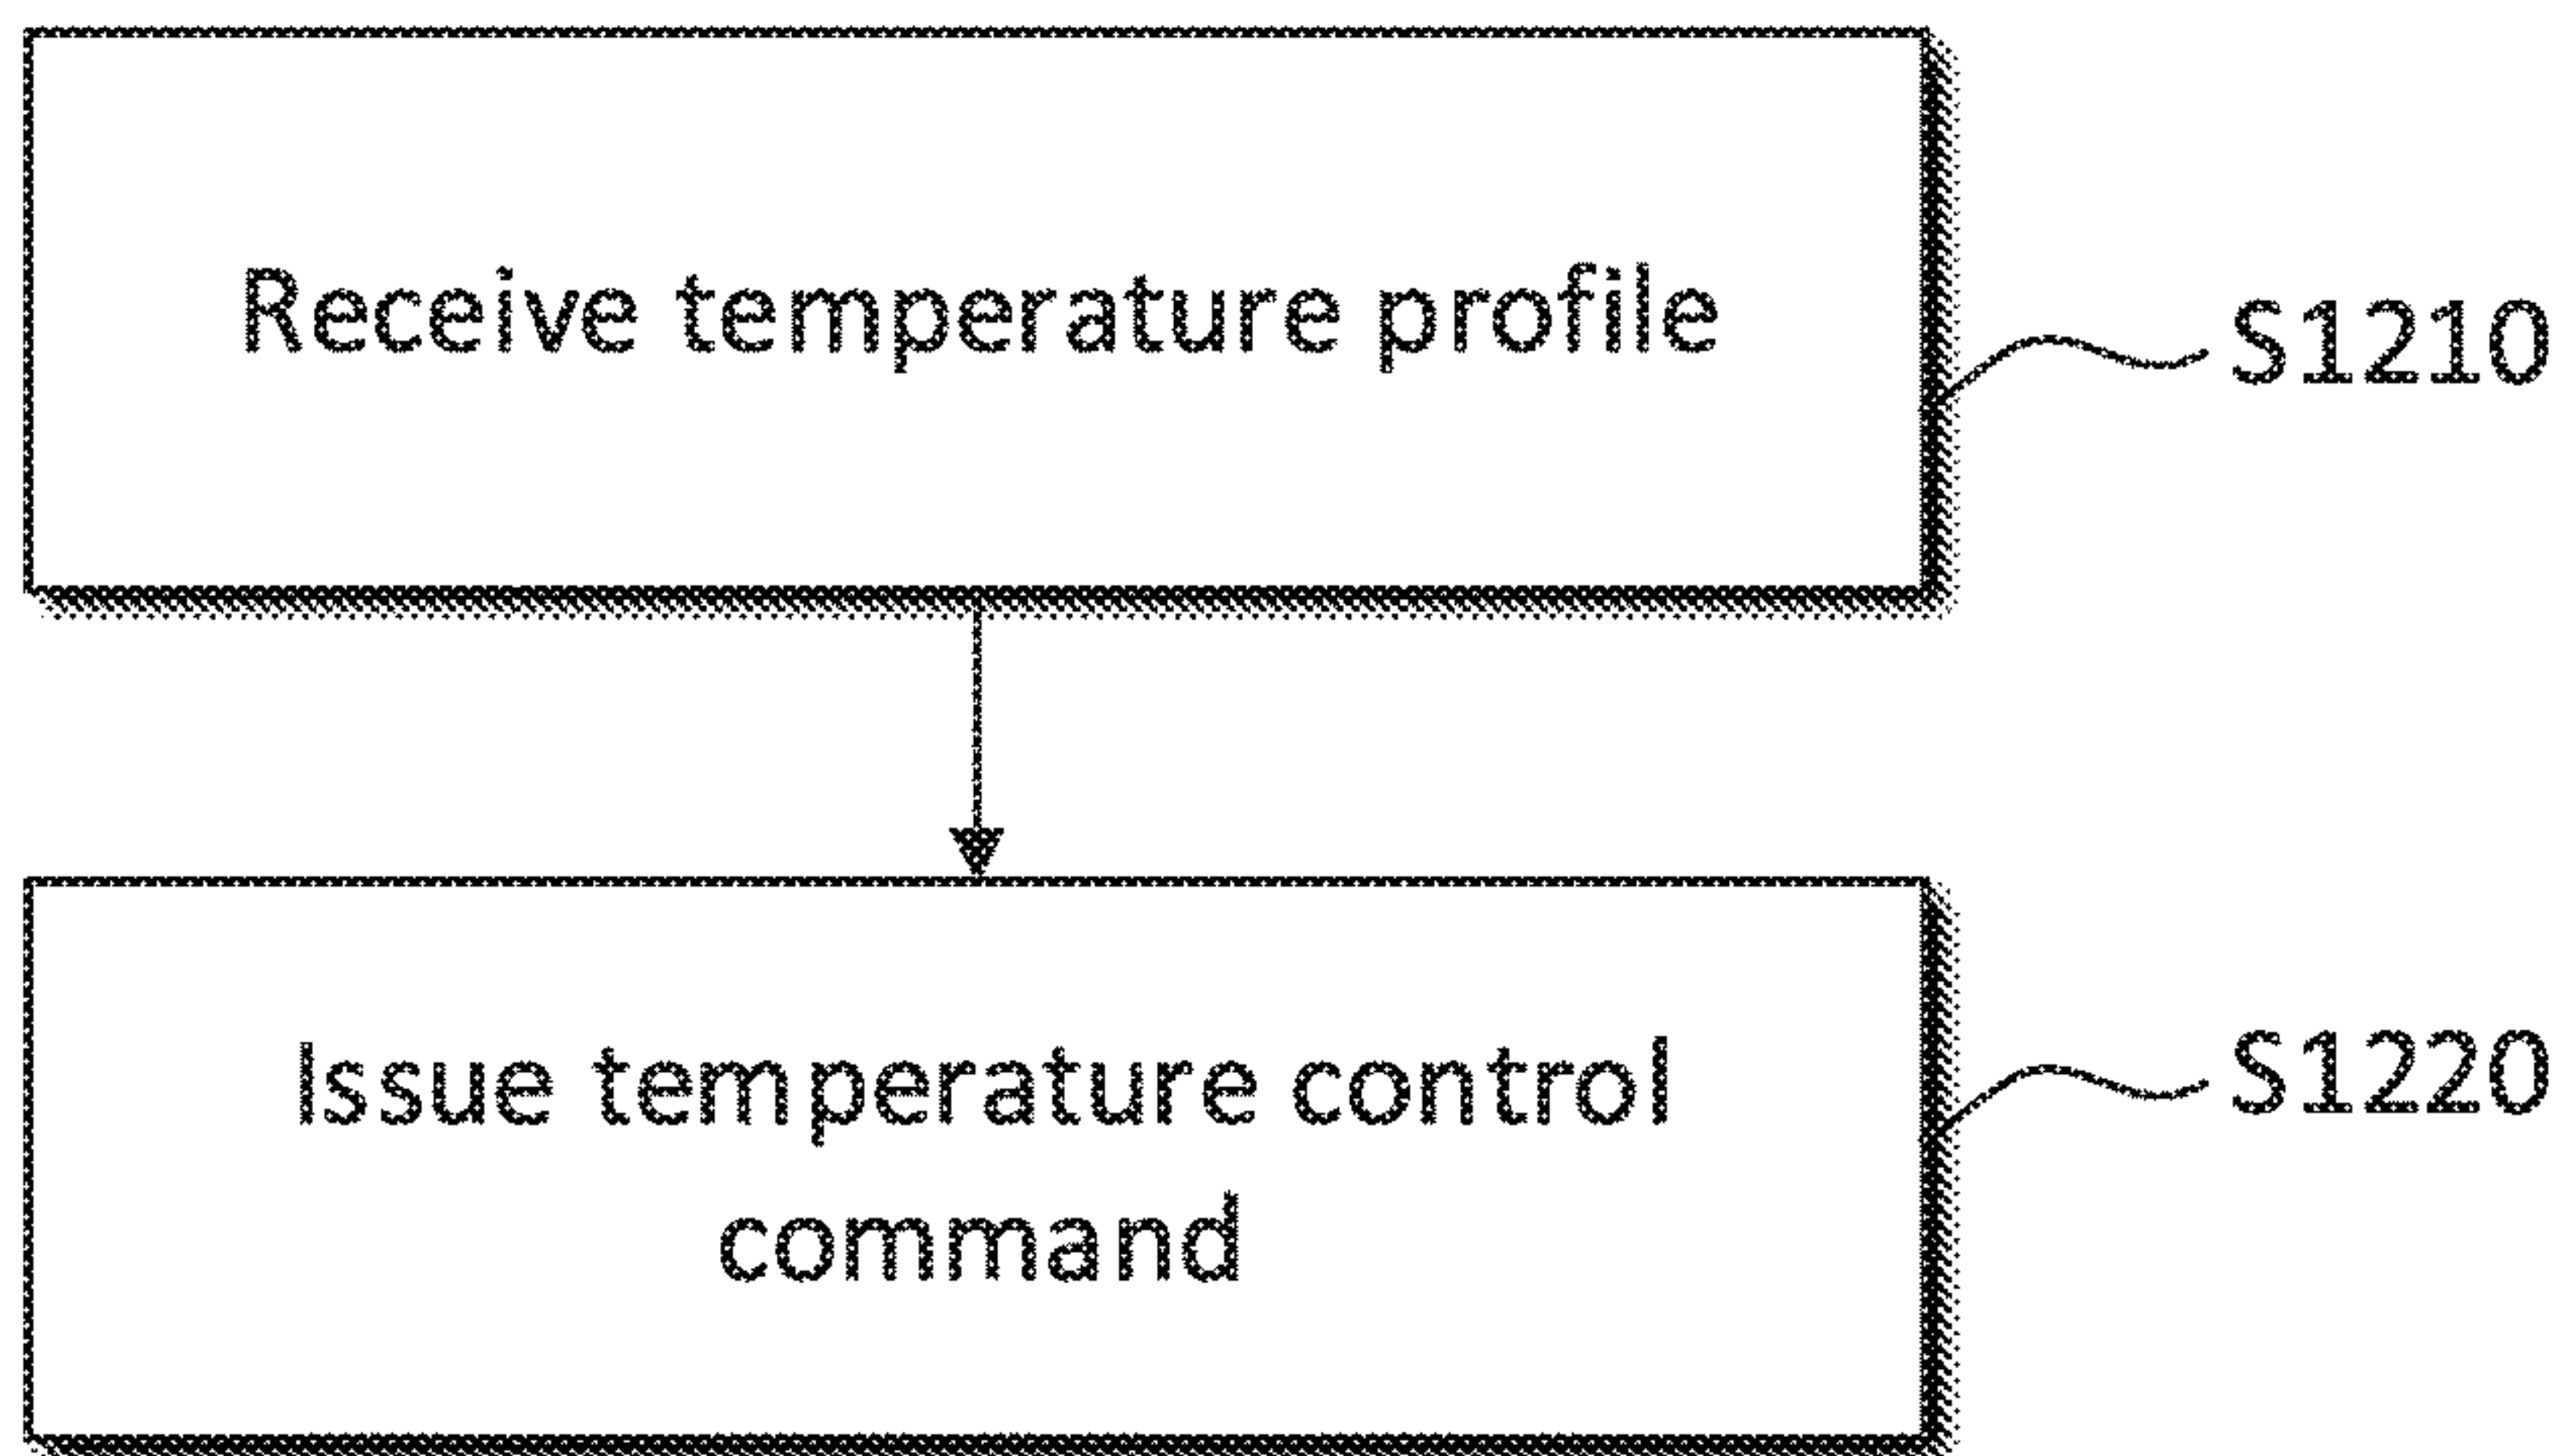 Receive temperature profile
S1210
Issue temperature control
command
S1220